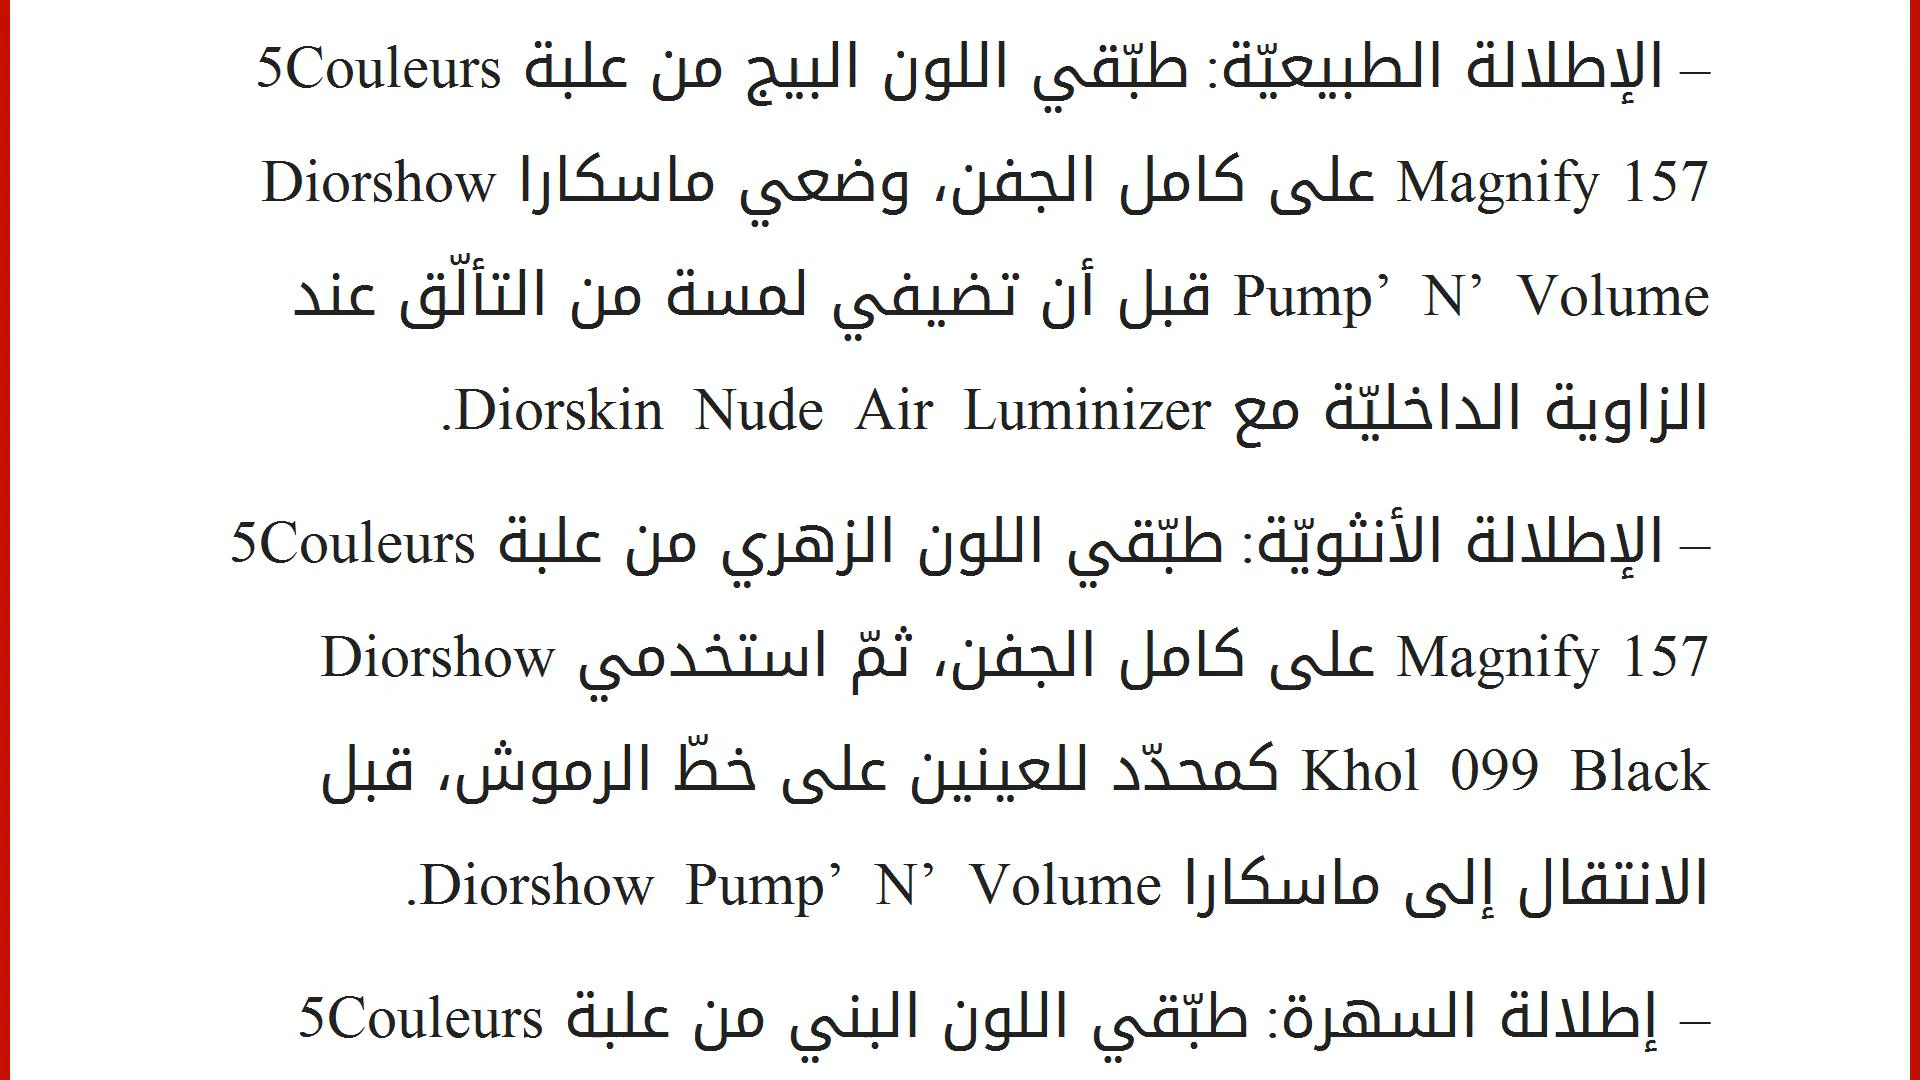 – الإطلالة الطبيعيّة: طبّقي اللون البيج من علبة 5Couleurs
Magnify 157 على كامل الجفن، وضعي ماسكارا Diorshow
Pump’ N’ Volume قبل أن تضيفي لمسة من التألّق عند
الزاوية الداخليّة مع Diorskin Nude Air Luminizer.
– الإطلالة الأنثويّة: طبّقي اللون الزهري من علبة 5Couleurs
Magnify 157 على كامل الجفن، ثمّ استخدمي Diorshow
Khol 099 Black كمحدّد للعينين على خطّ الرموش، قبل
الانتقال إلى ماسكارا Diorshow Pump’ N’ Volume.
– إطلالة السهرة: طبّقي اللون البني من علبة 5Couleurs